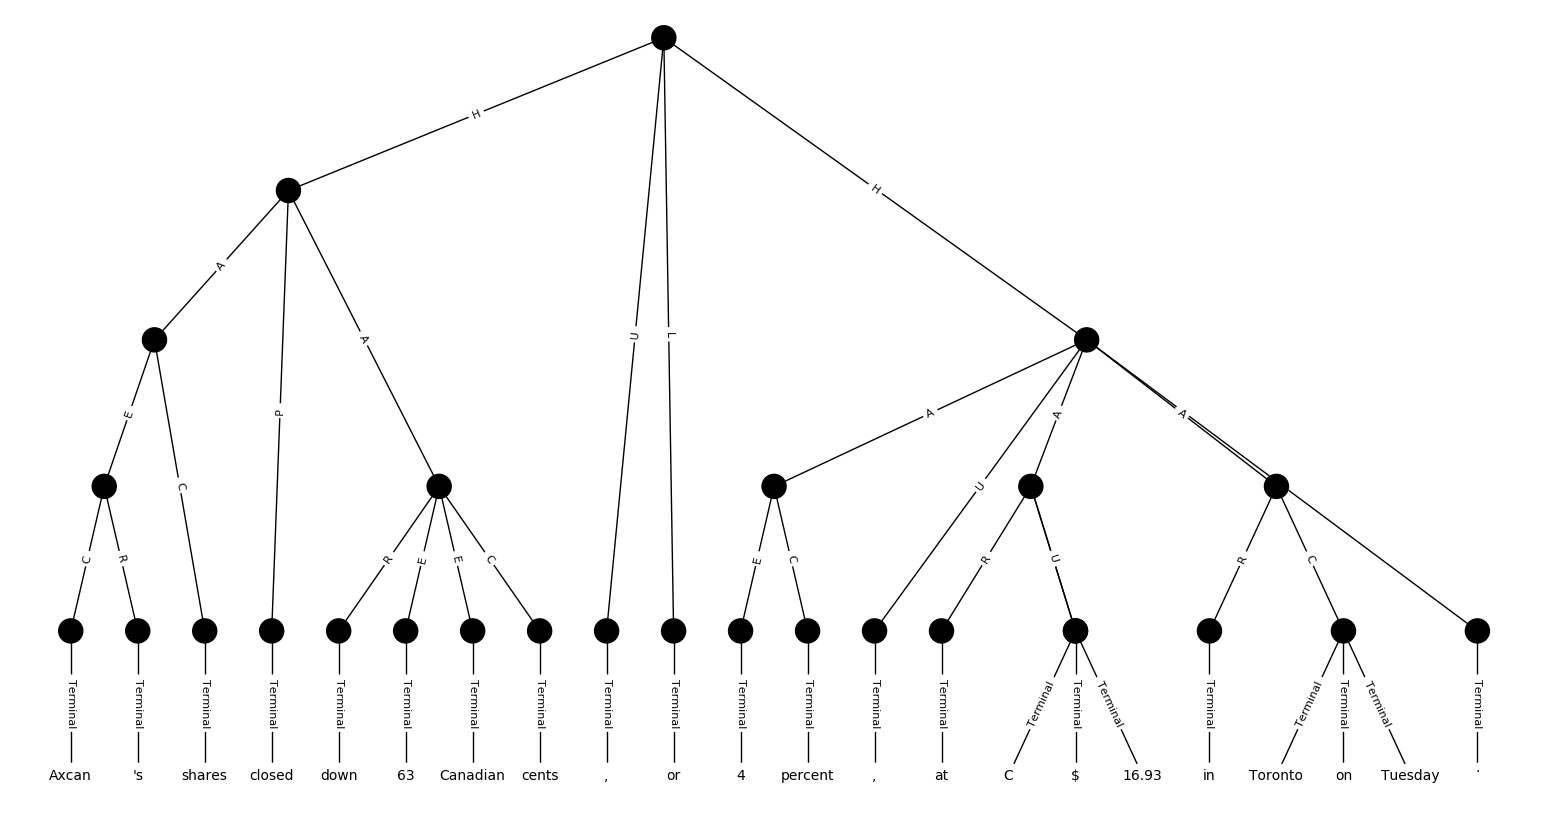 H
H
A
U
L
A
P
A
A
U
A
E
C
C
R
R
E
E
C
E
C
R
U
R
C
Terminal Terminal Terminal Terminal Terminal Terminal Terminal Terminal Terminal Terminal Terminal Terminal Terminal Terminal Terminal Terminal Terminal Terminal Terminal Terminal Terminal Terminal
Axcan 's shares closed down 63 Canadian cents , or 4 percent , at C $ 16.93 in Toronto on Tuesday .